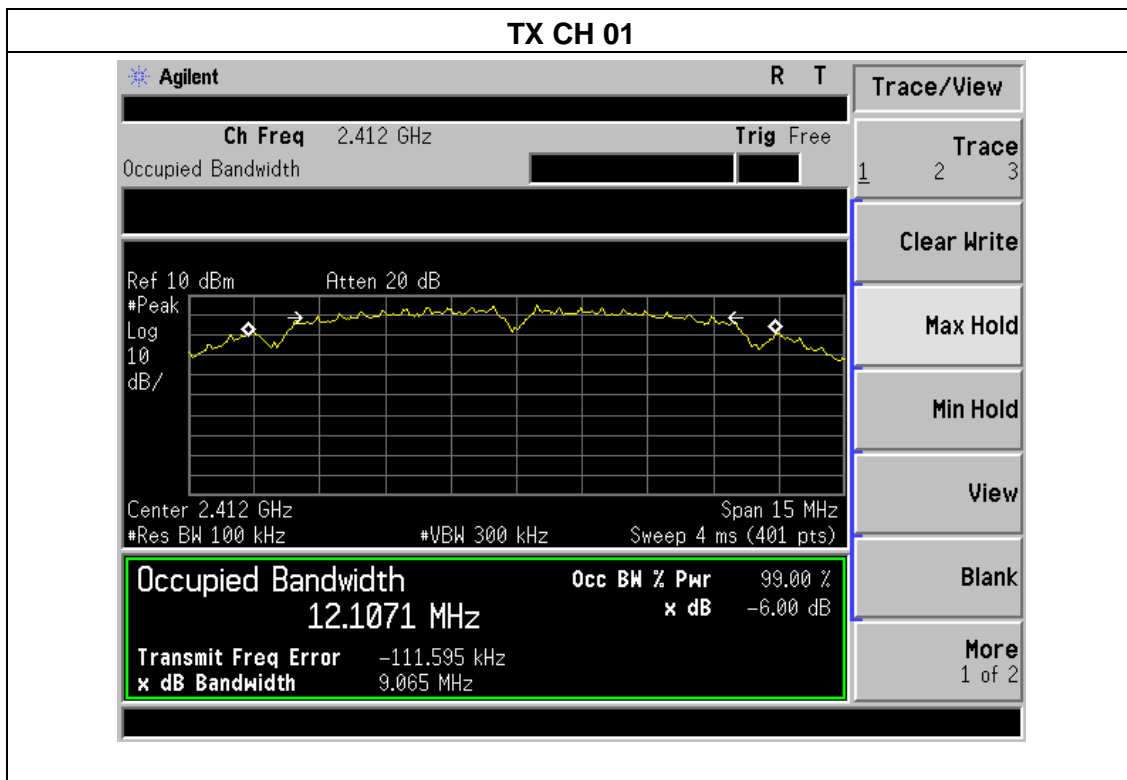 TX CH 01
Agilent R T
Ch Freq 2.412 GHz Trig Free
Occupied Bandwidth
Ref 10 dBm Atten 20 dB
#Peak
Log
10
dB/
Center 2.412 GHz Span 15 MHz
#Res BW 100 kHz #VBW 300 kHz Sweep 4 ms (401 pts)
Occupied Bandwidth Occ BW % Pwr 99.00 %
12.1071 MHz x dB -6.00 dB
Transmit Freq Error -111.595 kHz
x dB Bandwidth 9.065 MHz
Trace/View
Trace
1 2 3
Clear Write
Max Hold
Min Hold
View
Blank
More
1 of 2